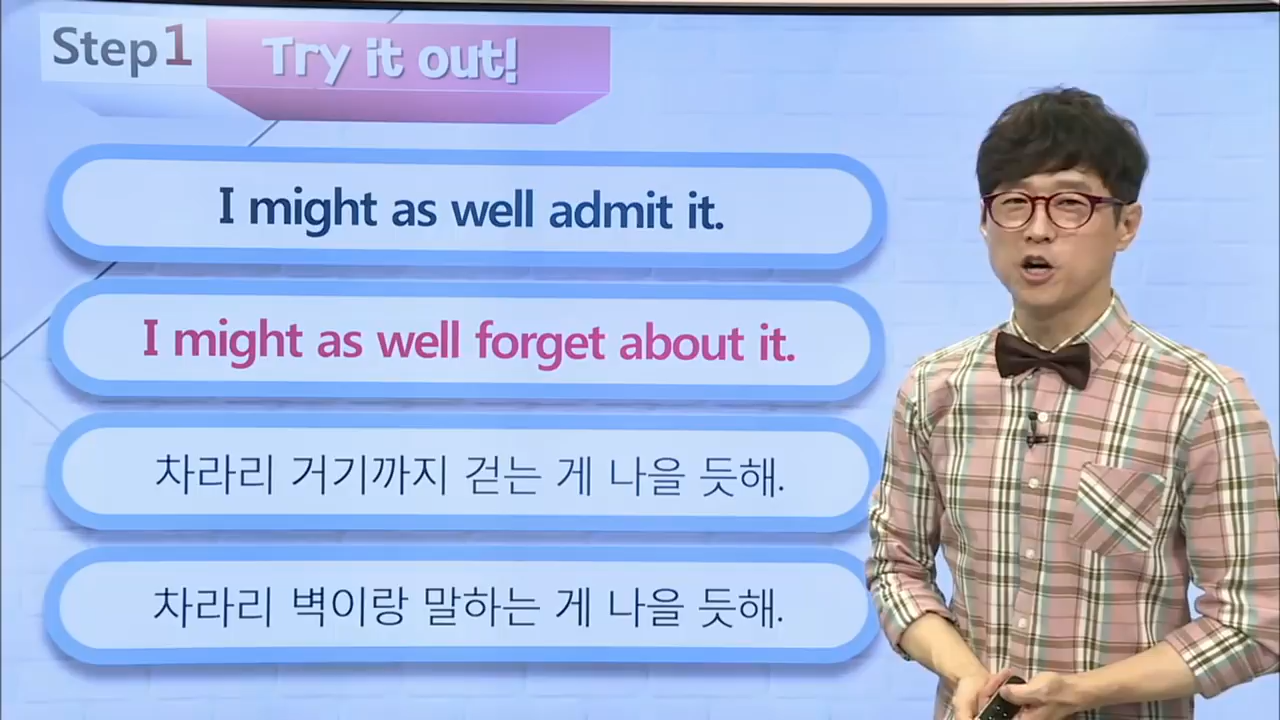 Step1
Try it out!
I might as well admit it.
I might as well forget about it.
차라리 거기까지 걷는 게 나을 듯해.
차라리 벽이랑 말하는 게 나을 듯해.